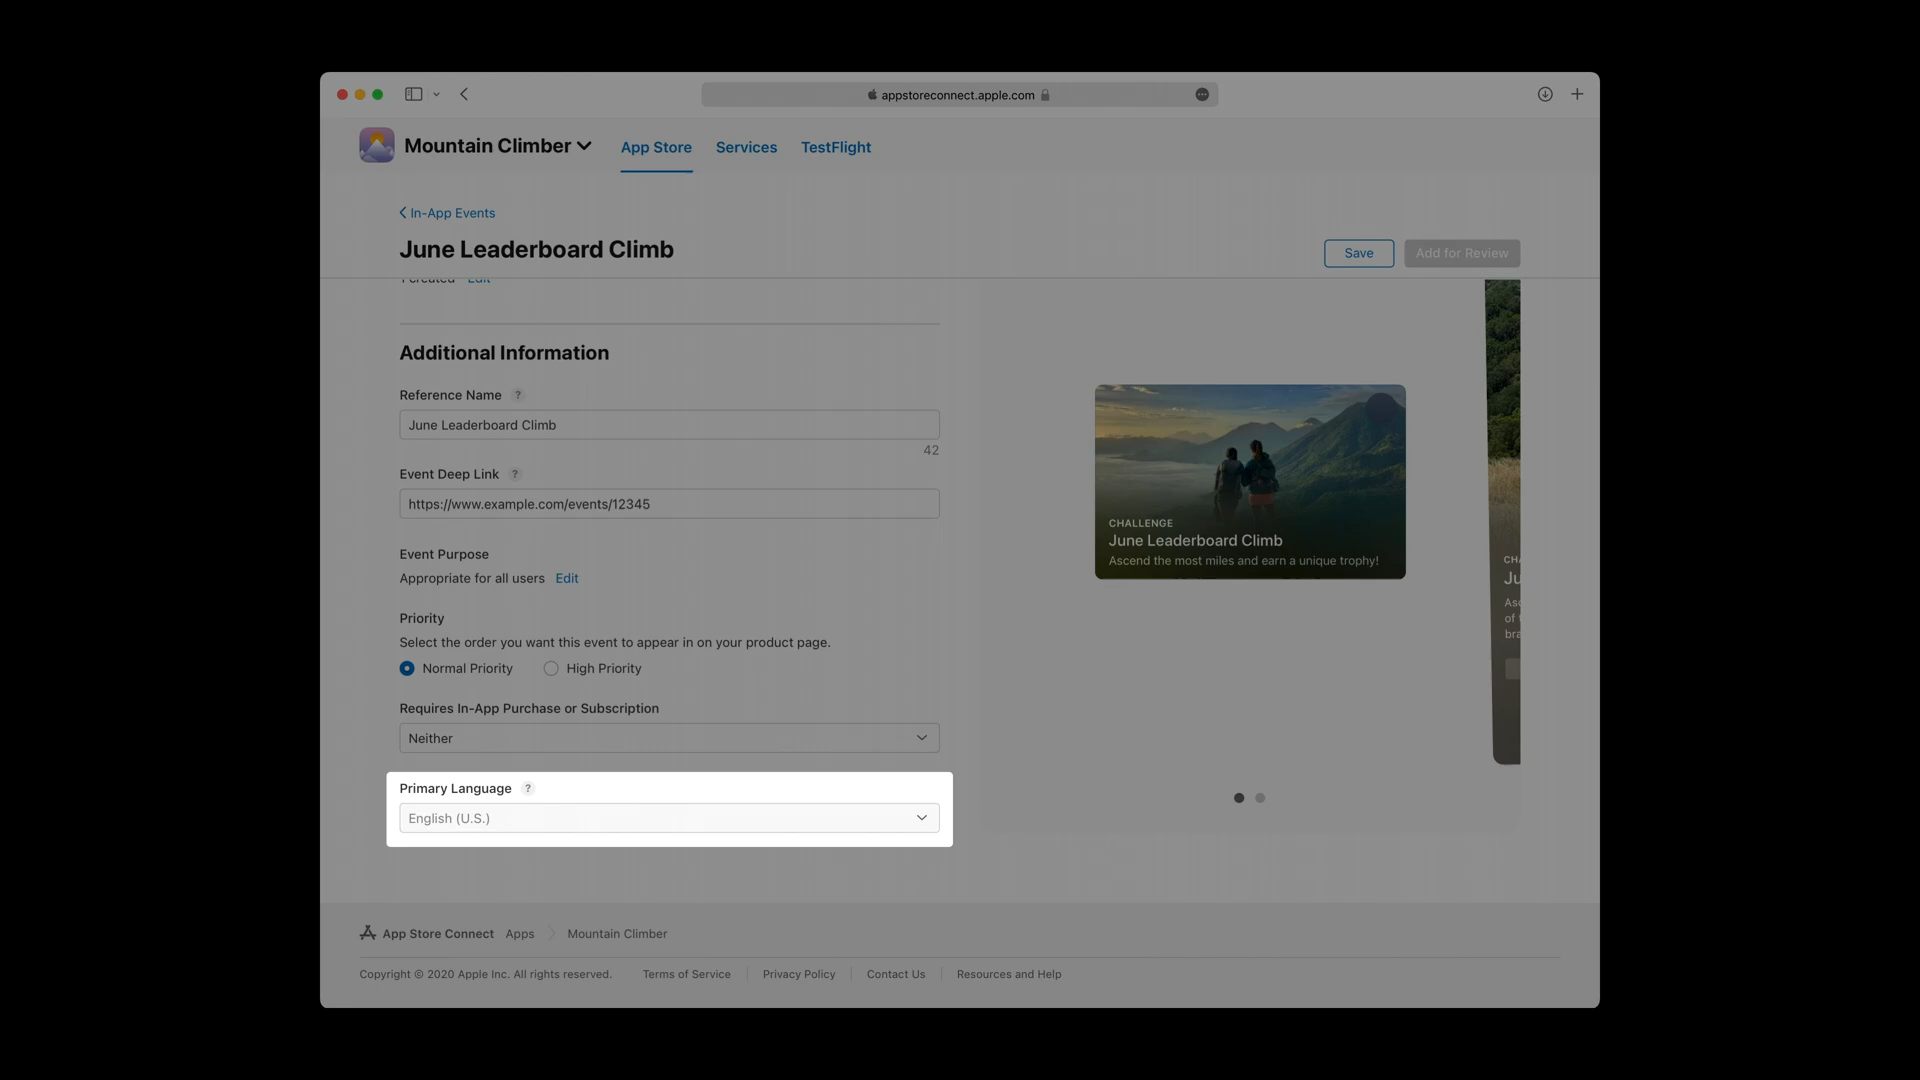 appstoreconnect.apple.com
Mountain Climber
App Store
Services
TestFlight
In-App Events
June Leaderboard Climb
Save
Add for Review
1 created Edit
Additional Information
Reference Name ?
June Leaderboard Climb
42
Event Deep Link ?
https://www.example.com/events/12345
Event Purpose
Appropriate for all users Edit
Priority
Select the order you want this event to appear in on your product page.
Normal Priority
High Priority
Requires In-App Purchase or Subscription
Neither
Primary Language ?
English (U.S.)
CHALLENGE
June Leaderboard Climb
Ascend the most miles and earn a unique trophy!
App Store Connect
Apps
Mountain Climber
Copyright © 2020 Apple Inc. All rights reserved.
Terms of Service
Privacy Policy
Contact Us
Resources and Help